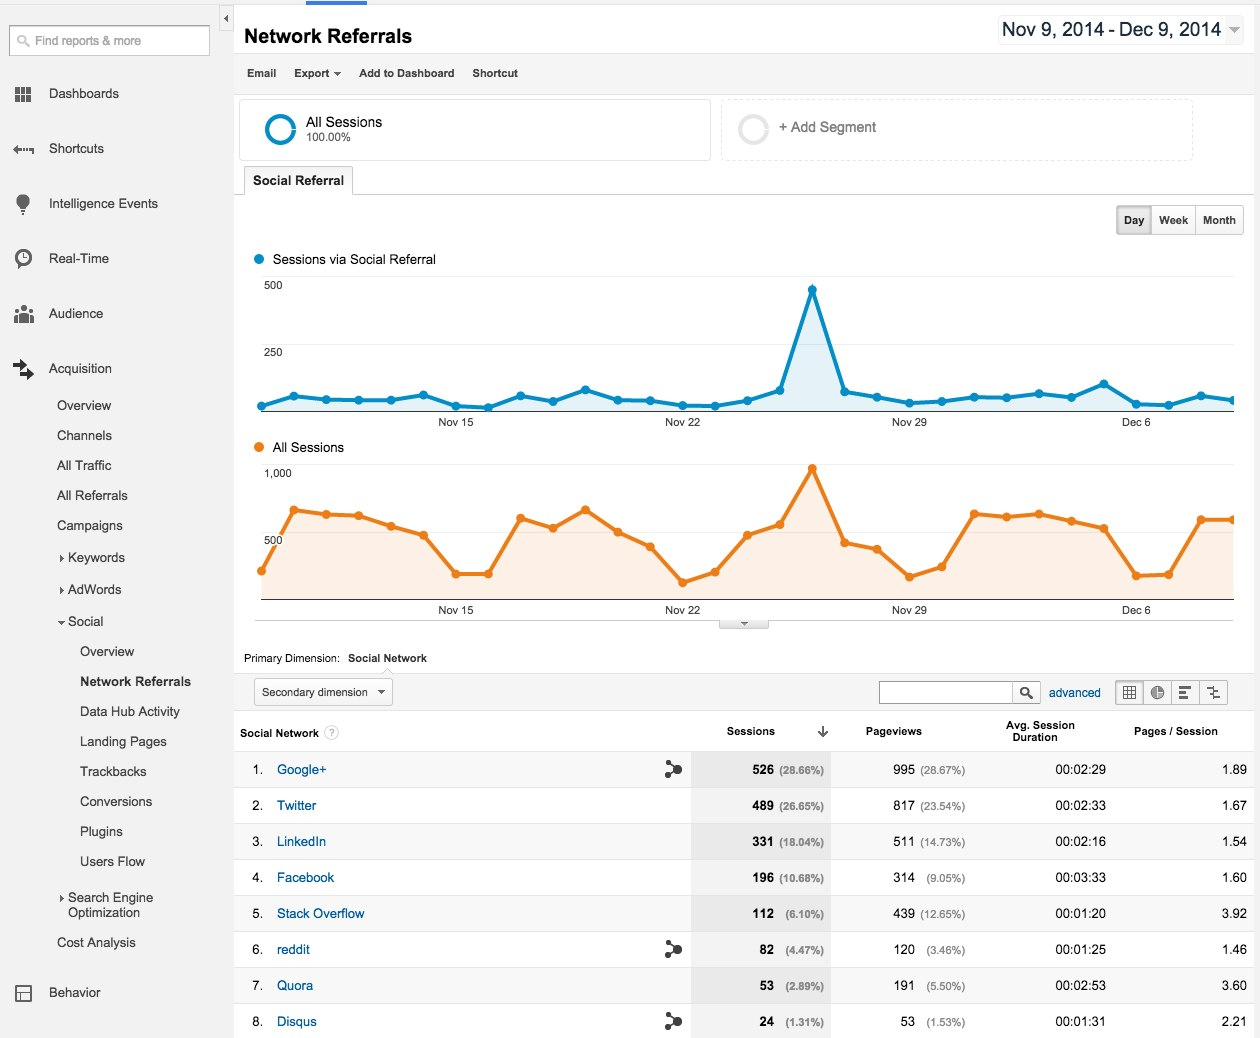 Find reports & more
Dashboards
Shortcuts
Intelligence Events
Real-Time
Audience
Acquisition
Overview
Channels
All Traffic
All Referrals
Campaigns
Keywords
AdWords
Social
Overview
Network Referrals
Data Hub Activity
Landing Pages
Trackbacks
Conversions
Plugins
Users Flow
Search Engine
Optimization
Cost Analysis
Behavior
Network Referrals
Nov 9, 2014 - Dec 9, 2014
Email Export Add to Dashboard Shortcut
All Sessions
100.00%
+ Add Segment
Social Referral
Day Week Month
Sessions via Social Referral
500
250
Nov 15 Nov 22 Nov 29 Dec 6
All Sessions
1,000
500
Nov 15 Nov 22 Nov 29 Dec 6
Primary Dimension: Social Network
Secondary dimension
advanced
Social Network ? Sessions Pageviews Avg. Session Duration Pages / Session
1. Google+ 526 (28.66%) 995 (28.67%) 00:02:29 1.89
2. Twitter 489 (26.65%) 817 (23.54%) 00:02:33 1.67
3. LinkedIn 331 (18.04%) 511 (14.73%) 00:02:16 1.54
4. Facebook 196 (10.68%) 314 (9.05%) 00:03:33 1.60
5. Stack Overflow 112 (6.10%) 439 (12.65%) 00:01:20 3.92
6. reddit 82 (4.47%) 120 (3.46%) 00:01:25 1.46
7. Quora 53 (2.89%) 191 (5.50%) 00:02:53 3.60
8. Disqus 24 (1.31%) 53 (1.53%) 00:01:31 2.21